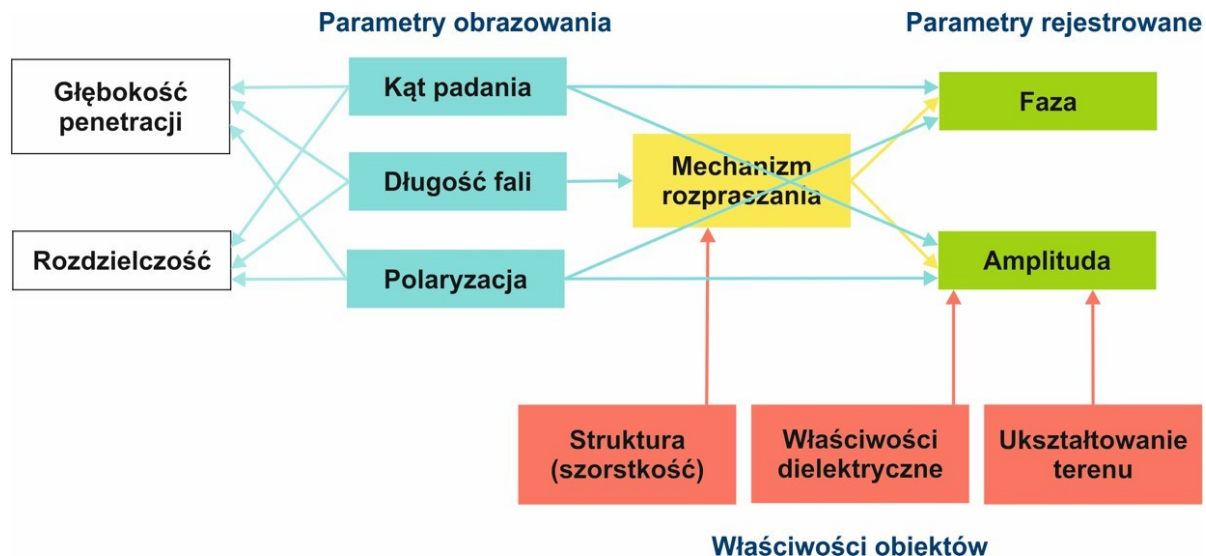 Parametry obrazowania
Parametry rejestrowane
Głębokość
penetracji
Kąt padania
Faza
Mechanizm
rozpraszania
Długość fali
Rozdzielczość
Polaryzacja
Amplituda
Struktura
(szorstkość)
Właściwości
dielektryczne
Ukształtowanie
terenu
Właściwości obiektów